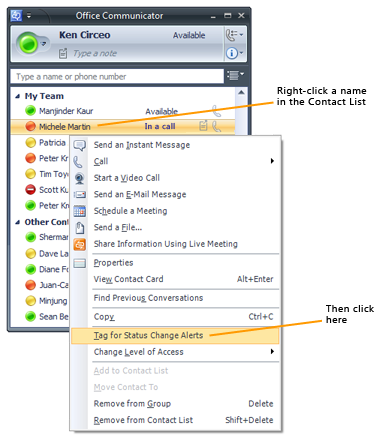 Office Communicator
Ken Circeo Available
Type a note
Type a name or phone number
My Team
Manjinder Kaur Available
Michele Martin In a call
Patricia
Peter Kr
Tim Toy
Scott Ku
Peter Kr
Other Cont
Sherma
Dave La
Diane Fo
Juan-Ca
Minjung
Sean Be
Send an Instant Message
Call
Start a Video Call
Send an E-Mail Message
Schedule a Meeting
Send a File...
Share Information Using Live Meeting
Properties
View Contact Card Alt+Enter
Find Previous Conversations
Copy Ctrl+C
Tag for Status Change Alerts
Change Level of Access
Add to Contact List
Move Contact To
Remove from Group Delete
Remove from Contact List Shift+Delete
Right-click a name
in the Contact List
Then click
here